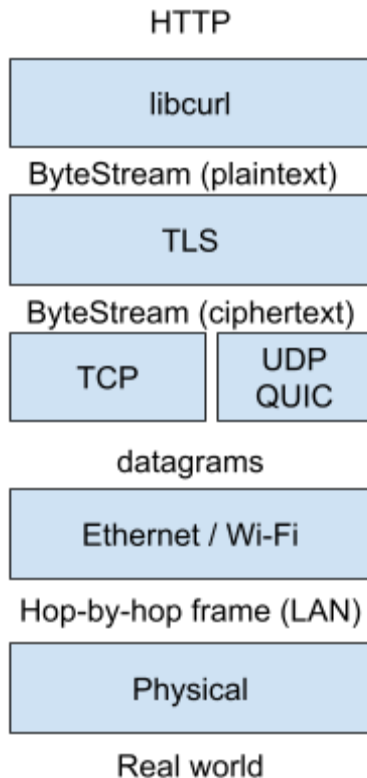 HTTP
libcurl
ByteStream (plaintext)
TLS
ByteStream (ciphertext)
TCP
UDP
QUIC
datagrams
Ethernet / Wi-Fi
Hop-by-hop frame (LAN)
Physical
Real world